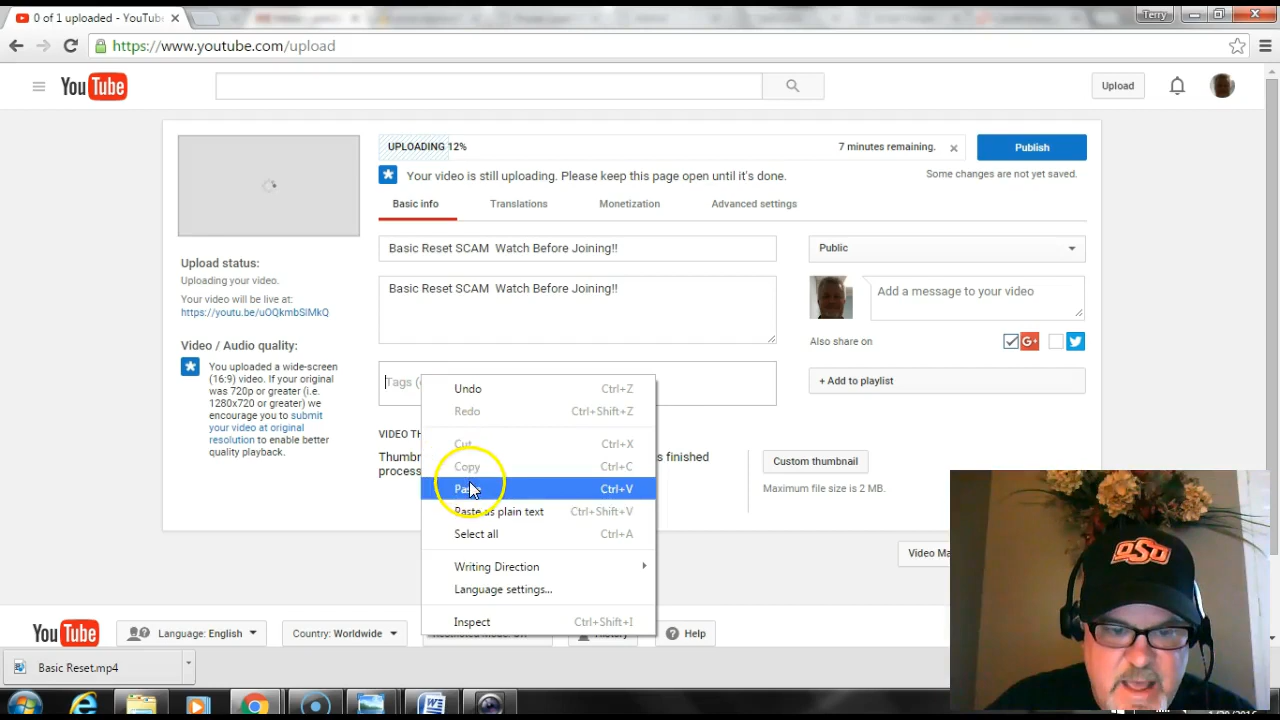 0 of 1 uploaded - YouTu
Terry
https://www.youtube.com/upload
You Tube
Upload
UPLOADING 12%
7 minutes remaining.
Publish
Your video is still uploading. Please keep this page open until it's done.
Some changes are not yet saved.
Basic info
Translations
Monetization
Advanced settings
Basic Reset SCAM  Watch Before Joining!!
Public
Upload status:
Uploading your video.
Your video will be live at:
https://youtu.be/uOQkmbSlMkQ
Basic Reset SCAM  Watch Before Joining!!
Add a message to your video
Also share on
G+
Video / Audio quality:
You uploaded a wide-screen
(16:9) video. If your original
was 720p or greater (i.e.
1280x720 or greater) we
encourage you to submit
your video at original
resolution to enable better
quality playback.
Tags (
+ Add to playlist
Undo Ctrl+Z
Redo Ctrl+Shift+Z
Cut Ctrl+X
Copy Ctrl+C
Paste Ctrl+V
Paste as plain text Ctrl+Shift+V
Select all Ctrl+A
Writing Direction
Language settings...
Inspect Ctrl+Shift+I
VIDEO TH
Thumbn
s finished
proces
Custom thumbnail
Maximum file size is 2 MB.
Video Ma
OSU
You Tube
Language: English
Country: Worldwide
History
Help
Basic Reset.mp4